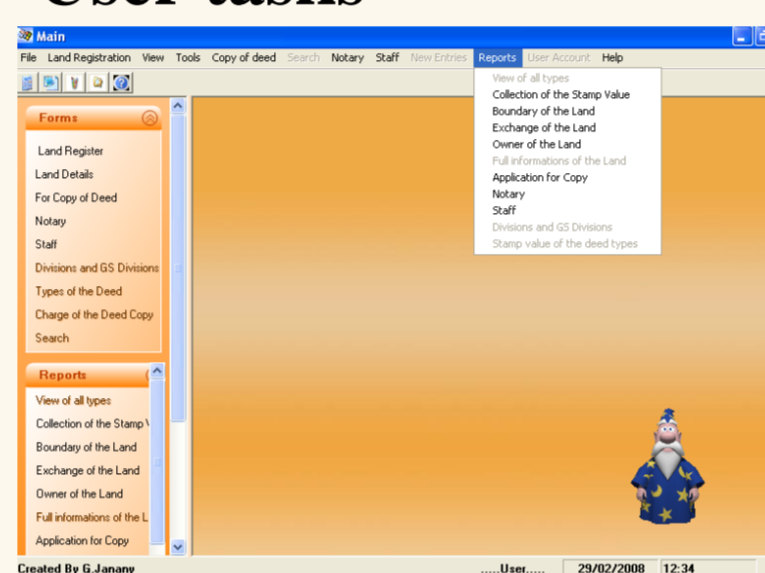 User tasks
Main
File Land Registration View Tools Copy of deed Search Notary Staff New Entries Reports User Account Help
View of all types
Collection of the Stamp Value
Boundary of the Land
Exchange of the Land
Owner of the Land
Full informations of the Land
Application for Copy
Notary
Staff
Divisions and GS Divisions
Stamp value of the deed types
Forms
Land Register
Land Details
For Copy of Deed
Notary
Staff
Divisions and GS Divisions
Types of the Deed
Charge of the Deed Copy
Search
Reports
View of all types
Collection of the Stamp
Boundary of the Land
Exchange of the Land
Owner of the Land
Full informations of the L
Application for Copy
Created By G.Janany .....User..... 29/02/2008 12:34